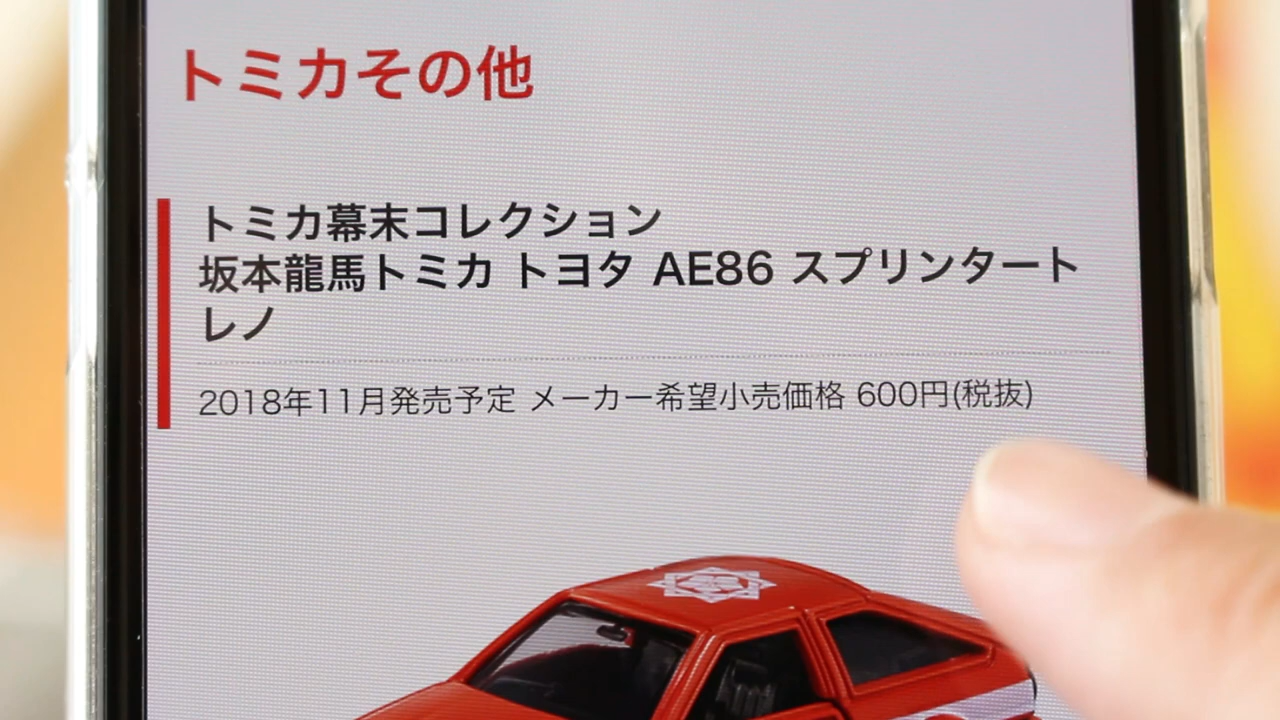 トミカその他
トミカ幕末コレクション
坂本龍馬トミカ トヨタ AE86 スプリンタート
レノ
2018年11月発売予定 メーカー希望小売価格 600円(税抜)